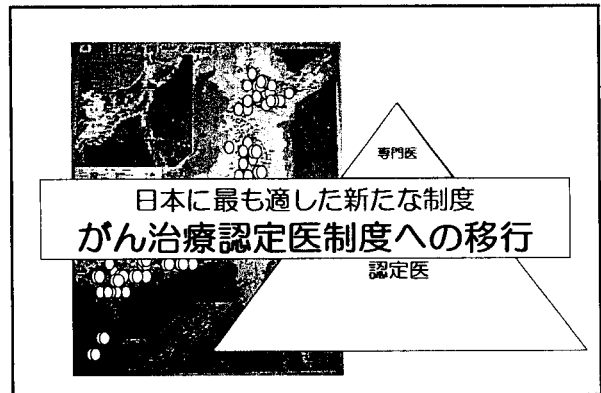 専門医
日本に最も適した新たな制度
がん治療認定医制度への移行
認定医